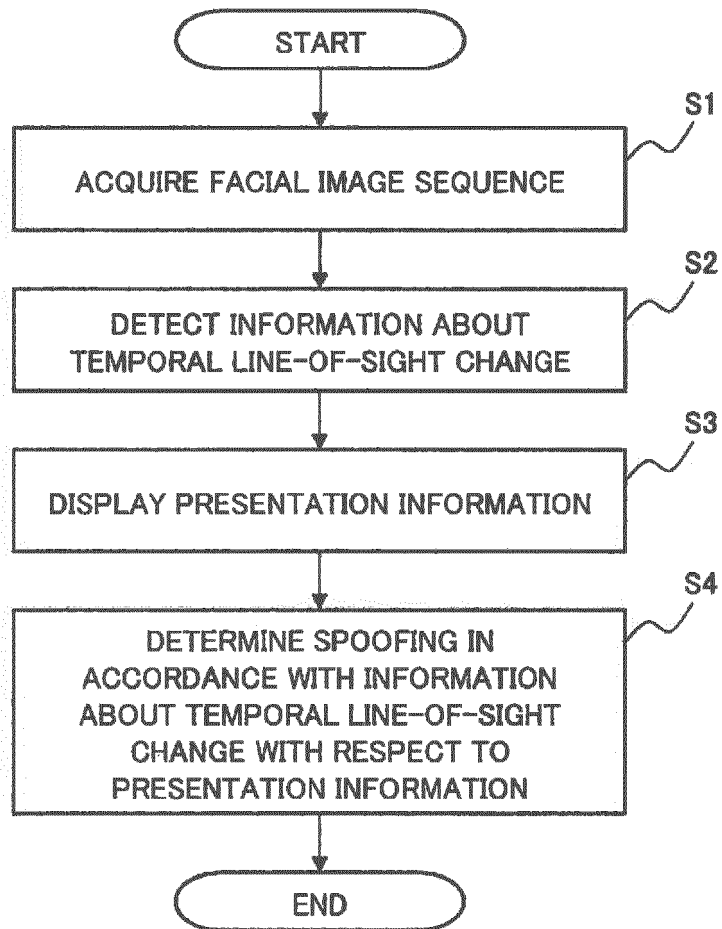 START
S1
ACQUIRE FACIAL IMAGE SEQUENCE
S2
DETECT INFORMATION ABOUT
TEMPORAL LINE-OF-SIGHT CHANGE
S3
DISPLAY PRESENTATION INFORMATION
S4
DETERMINE SPOOFING IN
ACCORDANCE WITH INFORMATION
ABOUT TEMPORAL LINE-OF-SIGHT
CHANGE WITH RESPECT TO
PRESENTATION INFORMATION
END